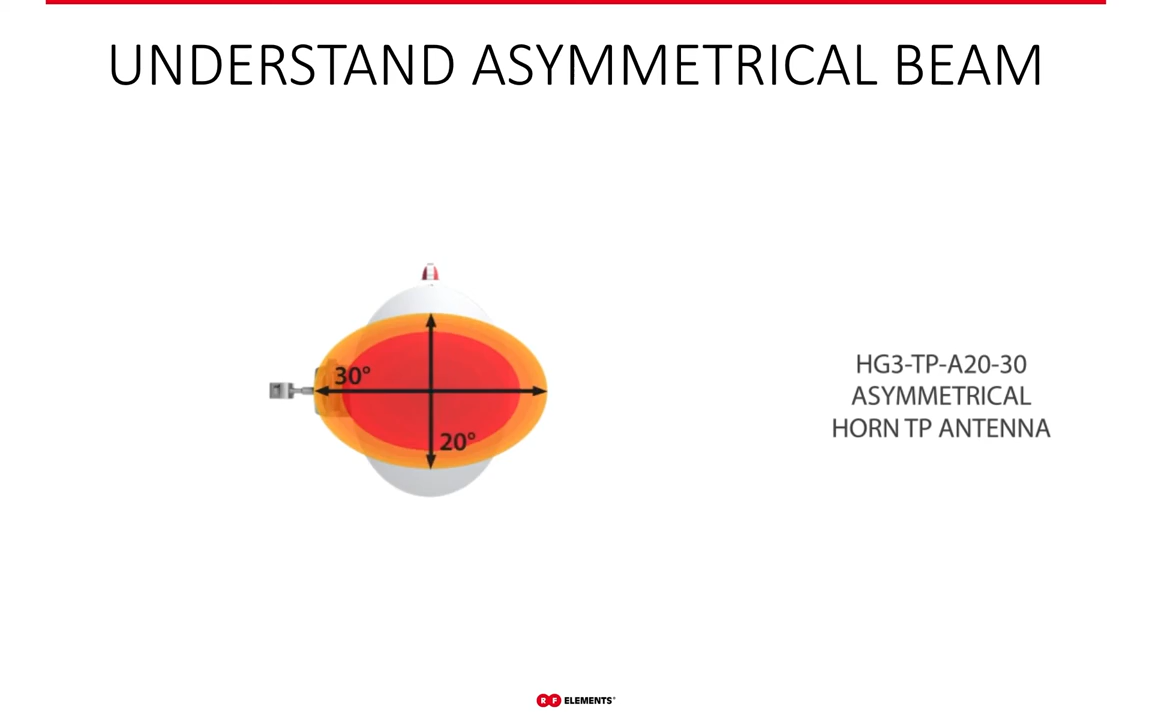 UNDERSTAND ASYMMETRICAL BEAM
30°
20°
HG3-TP-A20-30
ASYMMETRICAL
HORN TP ANTENNA
RF ELEMENTS®